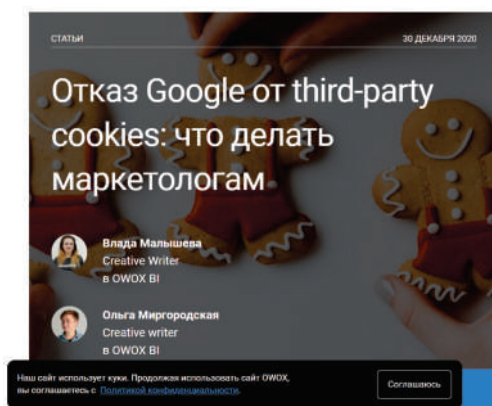 СТАТЬИ
30 ДЕКАБРЯ 2020
Отказ Google от third-party
cookies: что делать
маркетологам
Влада Малышева
Creative Writer
в OWOX BI
Ольга Миргородская
Creative writer
в OWOX BI
Наш сайт использует куки. Продолжая использовать сайт OWOX,
вы соглашаетесь с Политикой конфиденциальности.
Соглашаюсь